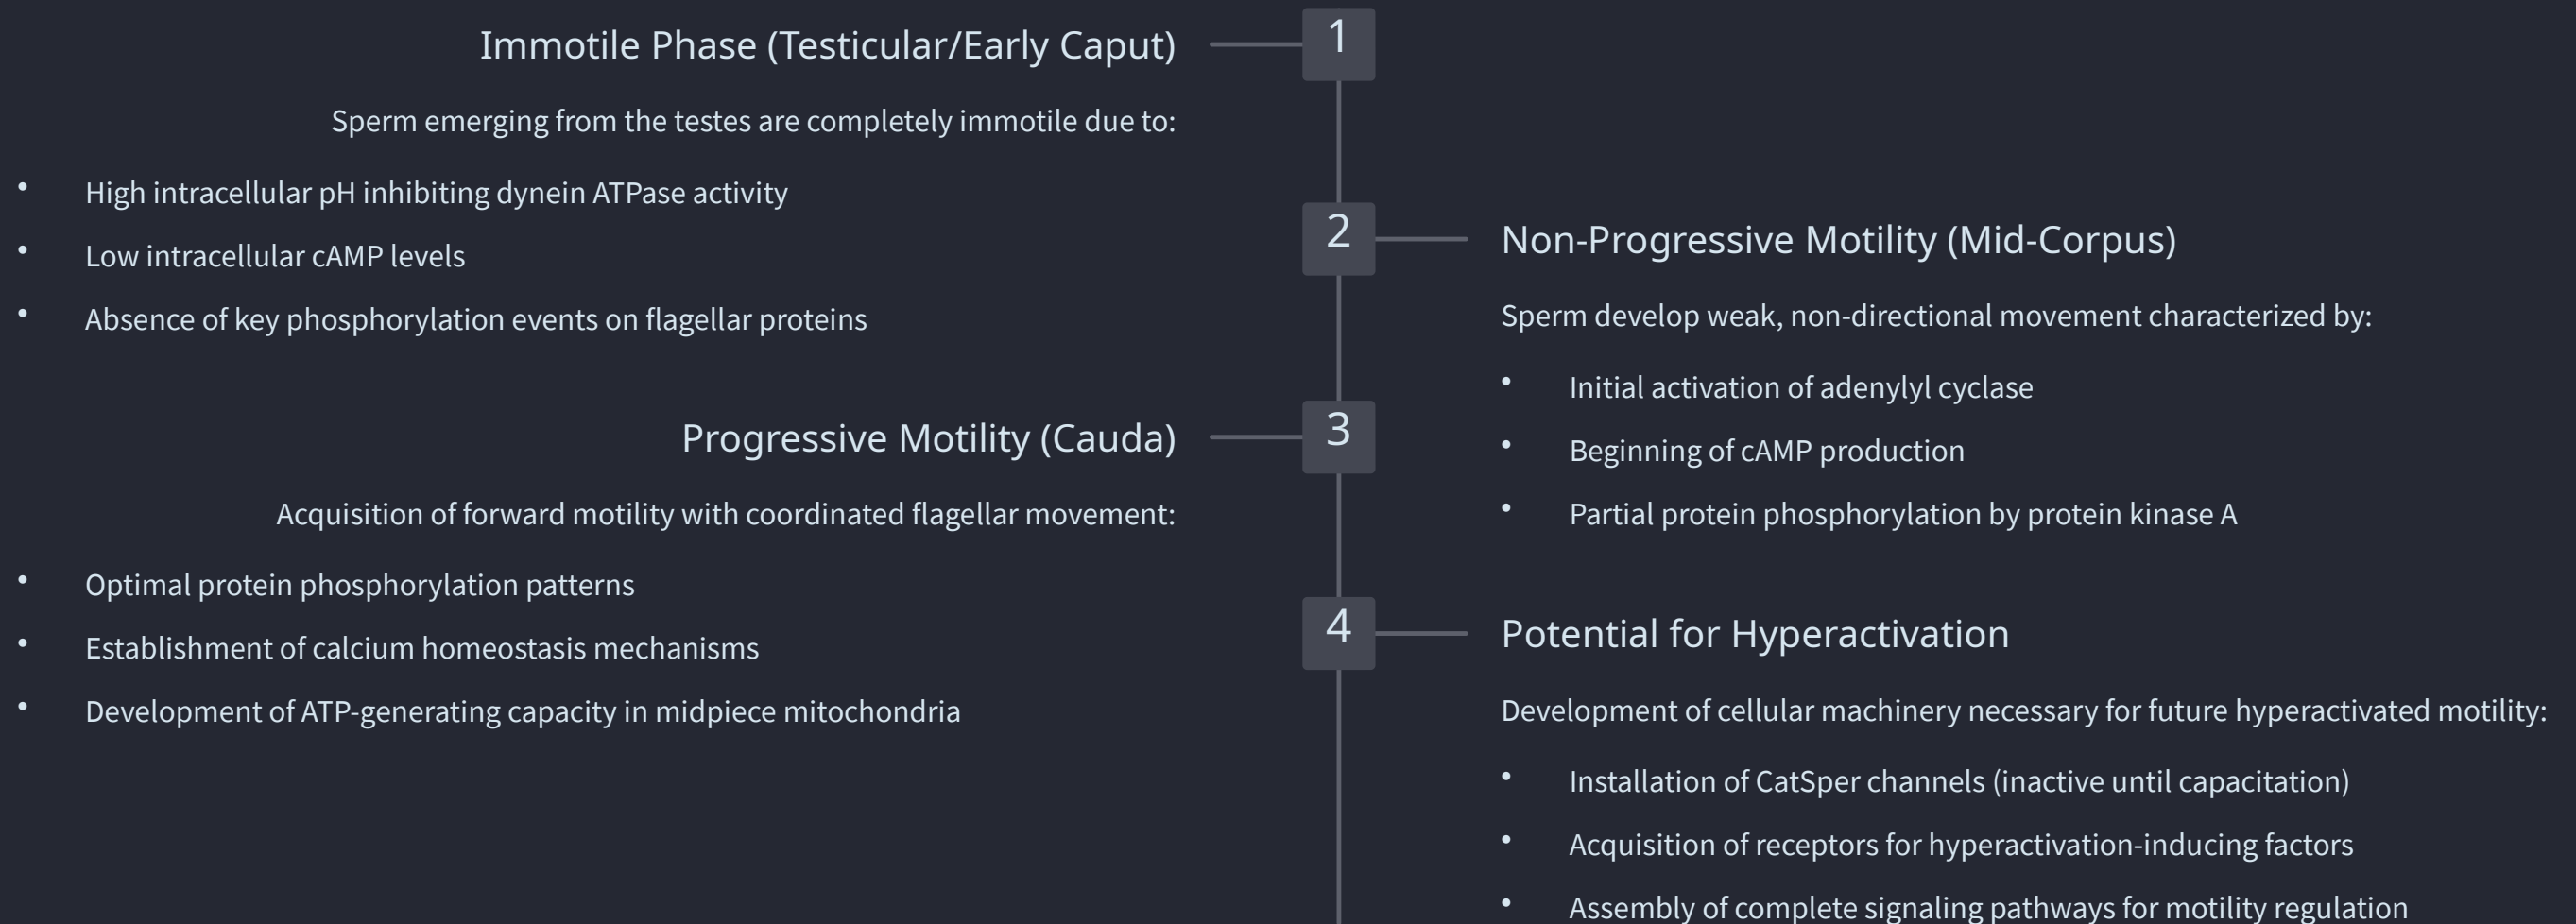 1
Immotile Phase (Testicular/Early Caput)
Sperm emerging from the testes are completely immotile due to:
• High intracellular pH inhibiting dynein ATPase activity
• Low intracellular cAMP levels
• Absence of key phosphorylation events on flagellar proteins
2
Non-Progressive Motility (Mid-Corpus)
Sperm develop weak, non-directional movement characterized by:
• Initial activation of adenylyl cyclase
• Beginning of cAMP production
• Partial protein phosphorylation by protein kinase A
3
Progressive Motility (Cauda)
Acquisition of forward motility with coordinated flagellar movement:
• Optimal protein phosphorylation patterns
• Establishment of calcium homeostasis mechanisms
• Development of ATP-generating capacity in midpiece mitochondria
4
Potential for Hyperactivation
Development of cellular machinery necessary for future hyperactivated motility:
• Installation of CatSper channels (inactive until capacitation)
• Acquisition of receptors for hyperactivation-inducing factors
• Assembly of complete signaling pathways for motility regulation